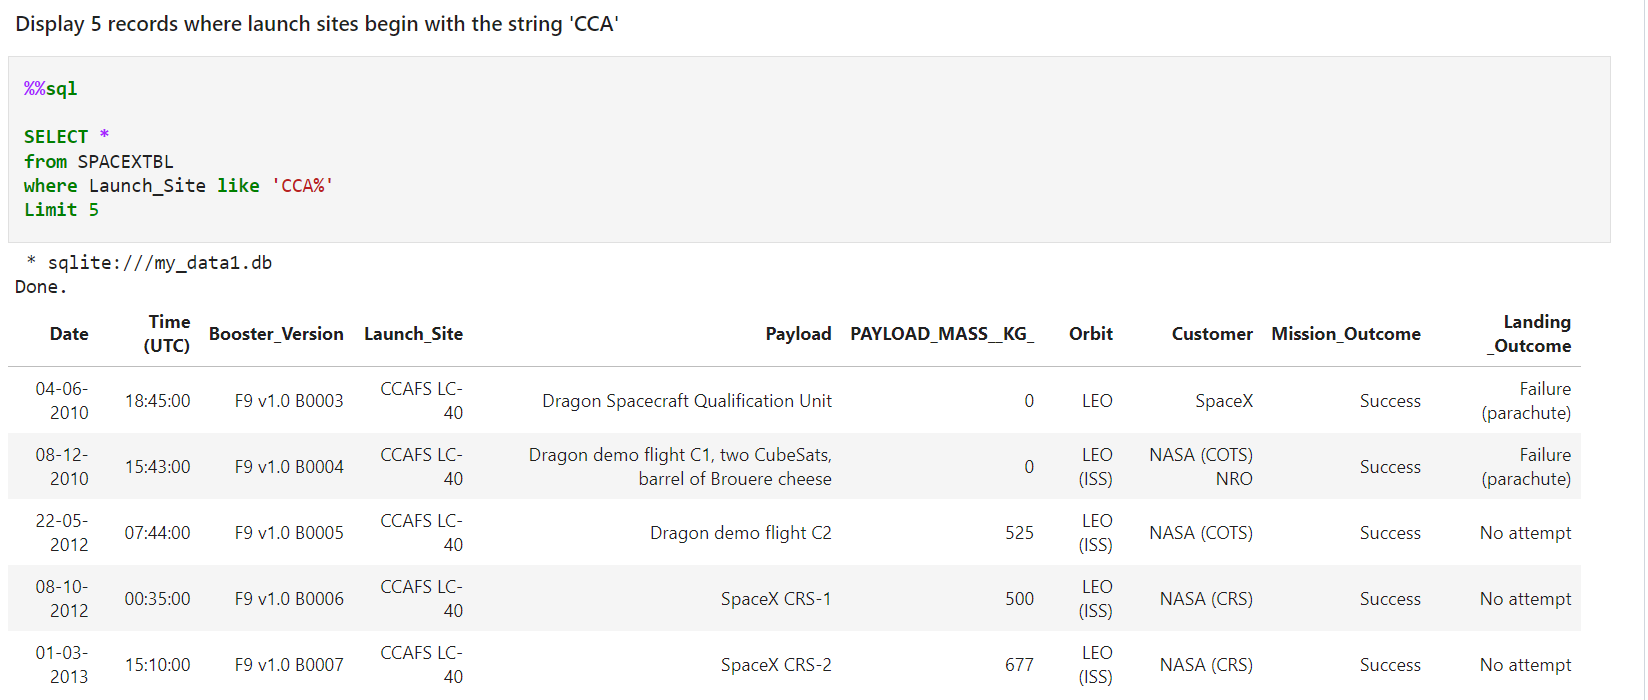 Display 5 records where launch sites begin with the string 'CCA'
%%sql
SELECT *
from SPACEXTBL
where Launch_Site like 'CCA%'
Limit 5
* sqlite:///my_data1.db
Done.
Date Time (UTC) Booster_Version Launch_Site Payload PAYLOAD_MASS__KG_ Orbit Customer Mission_Outcome Landing _Outcome
04-06-2010 18:45:00 F9 v1.0 B0003 CCAFS LC-40 Dragon Spacecraft Qualification Unit 0 LEO SpaceX Success Failure (parachute)
08-12-2010 15:43:00 F9 v1.0 B0004 CCAFS LC-40 Dragon demo flight C1, two CubeSats, barrel of Brouere cheese 0 LEO (ISS) NASA (COTS) NRO Success Failure (parachute)
22-05-2012 07:44:00 F9 v1.0 B0005 CCAFS LC-40 Dragon demo flight C2 525 LEO (ISS) NASA (COTS) Success No attempt
08-10-2012 00:35:00 F9 v1.0 B0006 CCAFS LC-40 SpaceX CRS-1 500 LEO (ISS) NASA (CRS) Success No attempt
01-03-2013 15:10:00 F9 v1.0 B0007 CCAFS LC-40 SpaceX CRS-2 677 LEO (ISS) NASA (CRS) Success No attempt